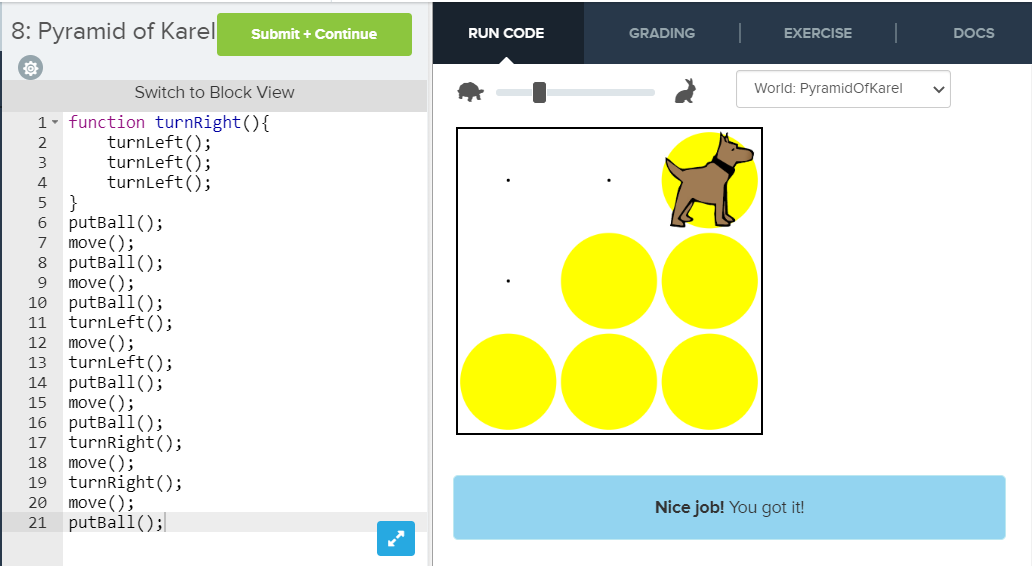 8: Pyramid of Karel
Submit + Continue
Switch to Block View
1 function turnRight(){
2     turnLeft();
3     turnLeft();
4     turnLeft();
5 }
6 putBall();
7 move();
8 putBall();
9 move();
10 putBall();
11 turnLeft();
12 move();
13 turnLeft();
14 putBall();
15 move();
16 putBall();
17 turnRight();
18 move();
19 turnRight();
20 move();
21 putBall();
RUN CODE
GRADING
EXERCISE
DOCS
World: PyramidOfKarel
Nice job! You got it!